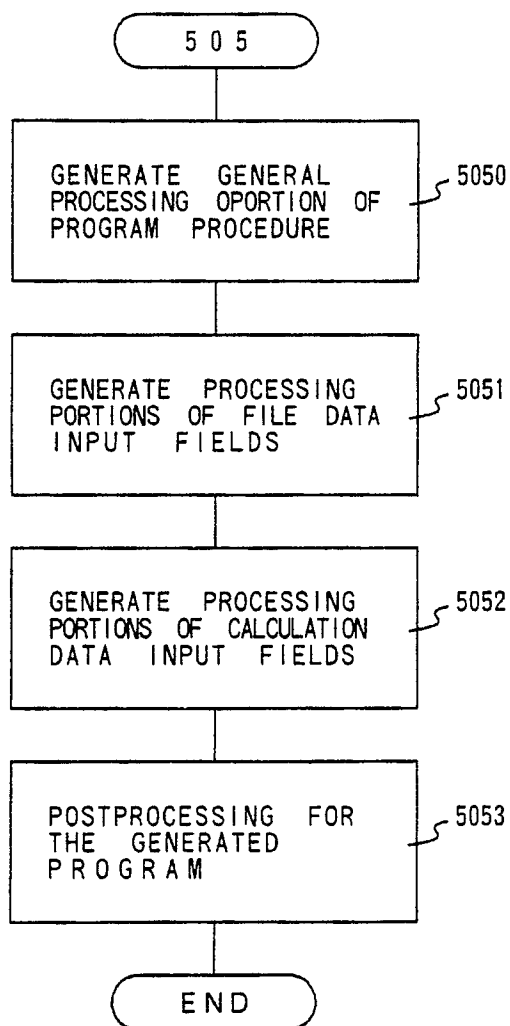 505
GENERATE GENERAL
PROCESSING OPORTION OF
PROGRAM PROCEDURE
5050
GENERATE PROCESSING
PORTIONS OF FILE DATA
INPUT FIELDS
5051
GENERATE PROCESSING
PORTIONS OF CALCULATION
DATA INPUT FIELDS
5052
POSTPROCESSING FOR
THE GENERATED
PROGRAM
5053
END